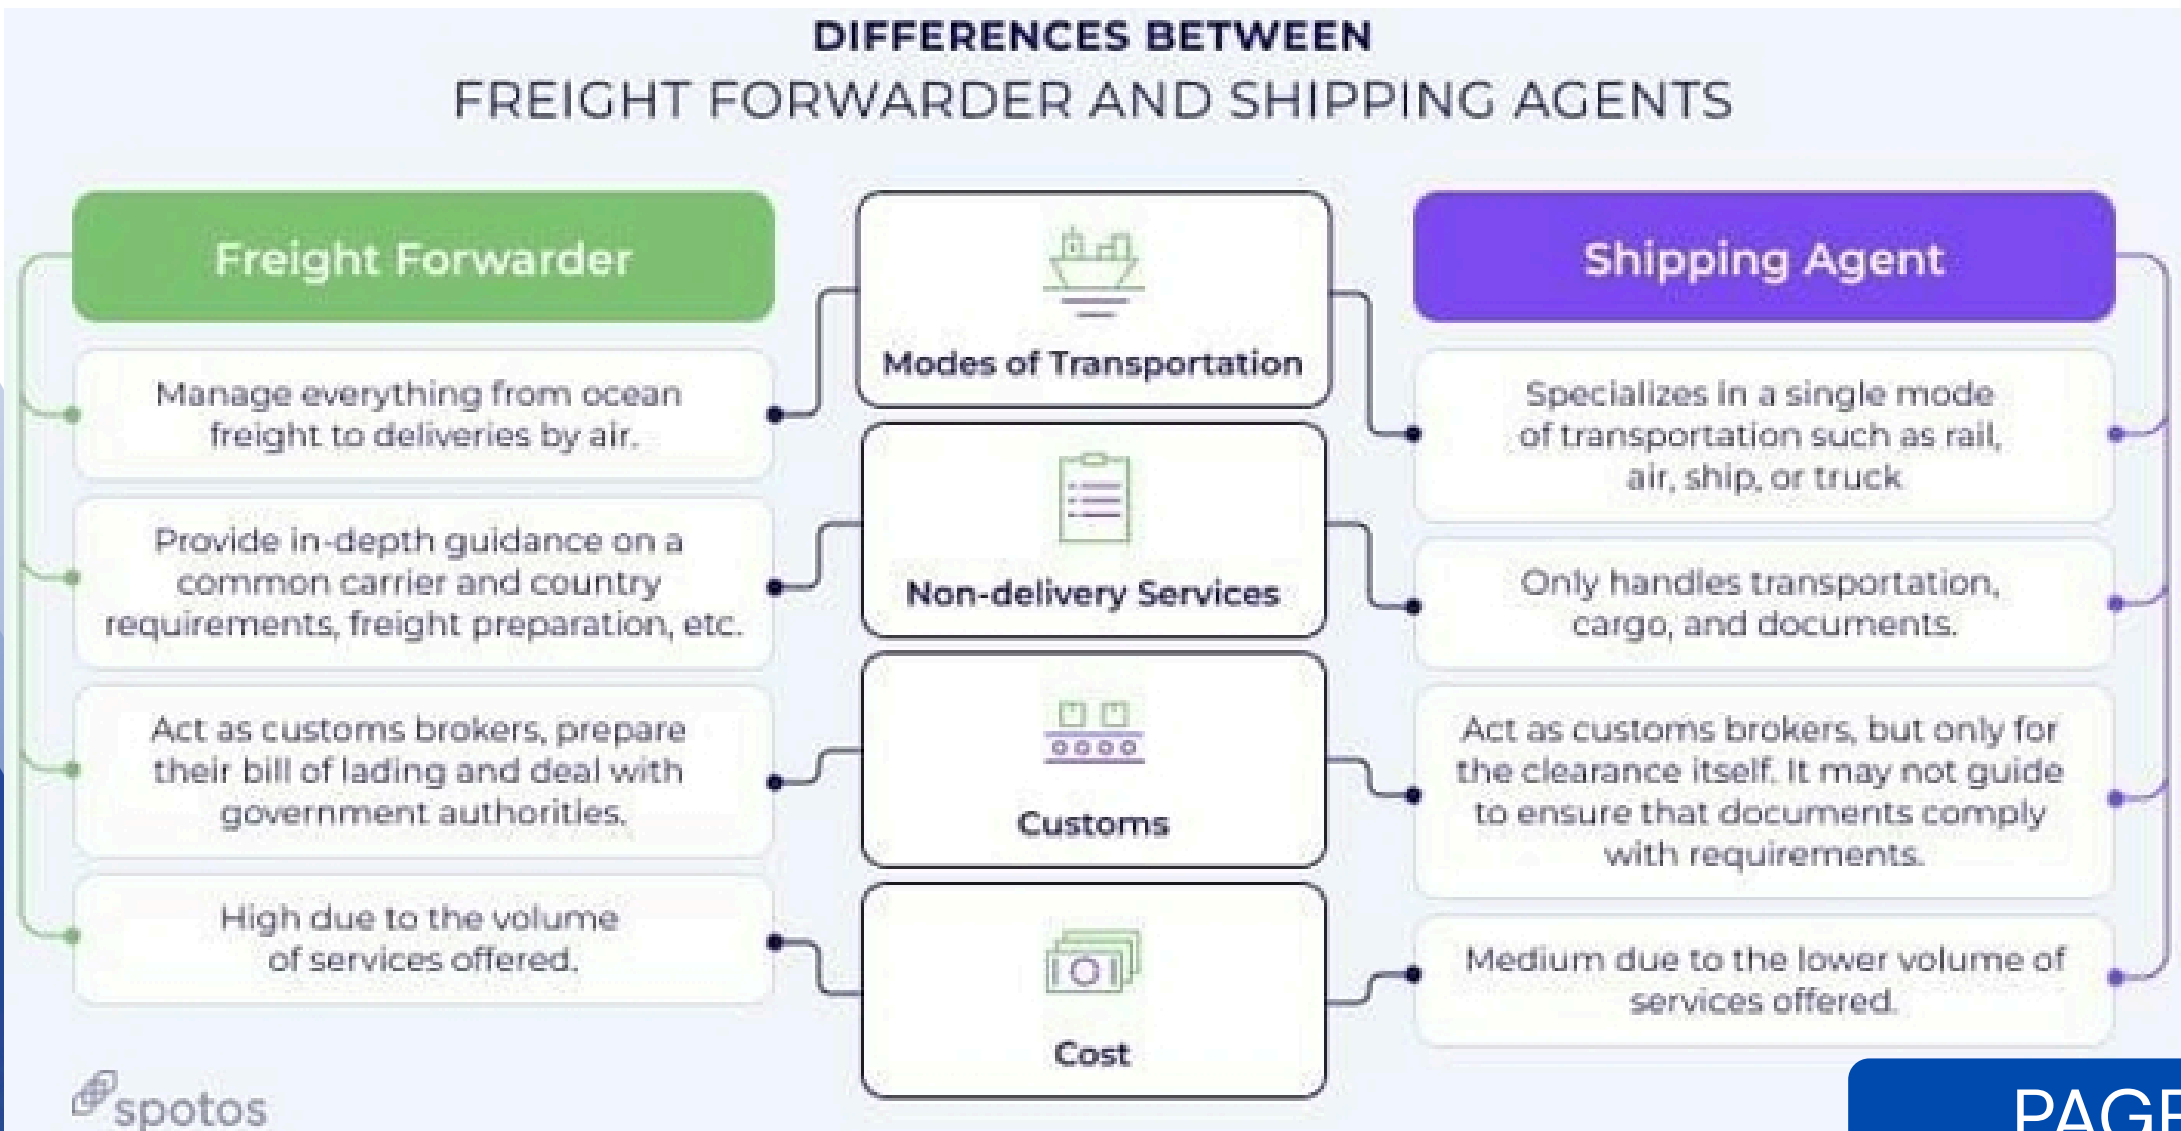 DIFFERENCES BETWEEN
FREIGHT FORWARDER AND SHIPPING AGENTS
Freight Forwarder
Manage everything from ocean
freight to deliveries by air.
Provide in-depth guidance on a
common carrier and country
requirements, freight preparation, etc.
Act as customs brokers, prepare
their bill of lading and deal with
government authorities.
High due to the volume
of services offered.
Modes of Transportation
Non-delivery Services
Customs
Cost
Shipping Agent
Specializes in a single mode
of transportation such as rail,
air, ship, or truck
Only handles transportation,
cargo, and documents.
Act as customs brokers, but only for
the clearance itself. It may not guide
to ensure that documents comply
with requirements.
Medium due to the lower volume of
services offered.
spotos
PAGE